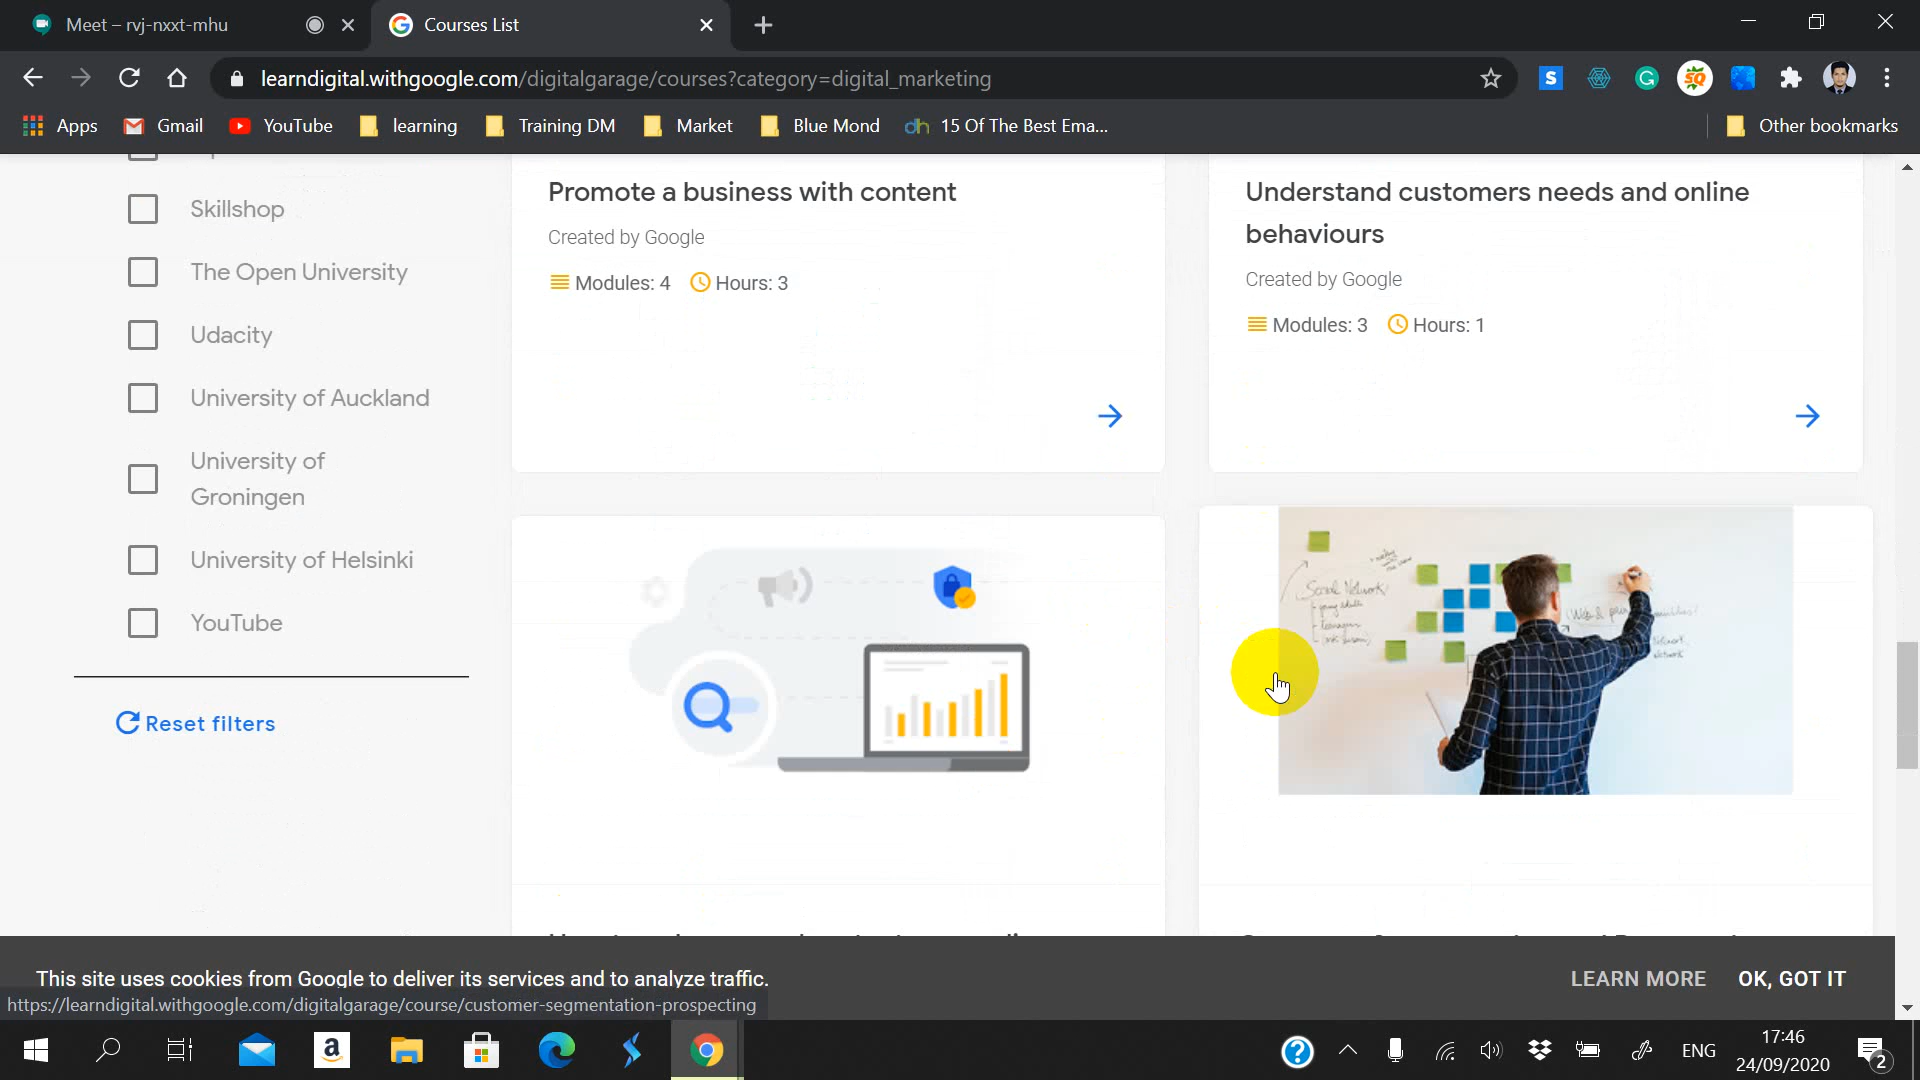 Meet – rvj-nxxt-mhu
Courses List
learndigital.withgoogle.com/digitalgarage/courses?category=digital_marketing
Apps
Gmail
YouTube
learning
Training DM
Market
Blue Mond
15 Of The Best Ema...
Other bookmarks
Skillshop
The Open University
Udacity
University of Auckland
University of
Groningen
University of Helsinki
YouTube
Reset filters
Promote a business with content
Created by Google
Modules: 4 Hours: 3
Understand customers needs and online
behaviours
Created by Google
Modules: 3 Hours: 1
Social Network
This site uses cookies from Google to deliver its services and to analyze traffic.
LEARN MORE
OK, GOT IT
https://learndigital.withgoogle.com/digitalgarage/course/customer-segmentation-prospecting
ENG
17:46
24/09/2020
2